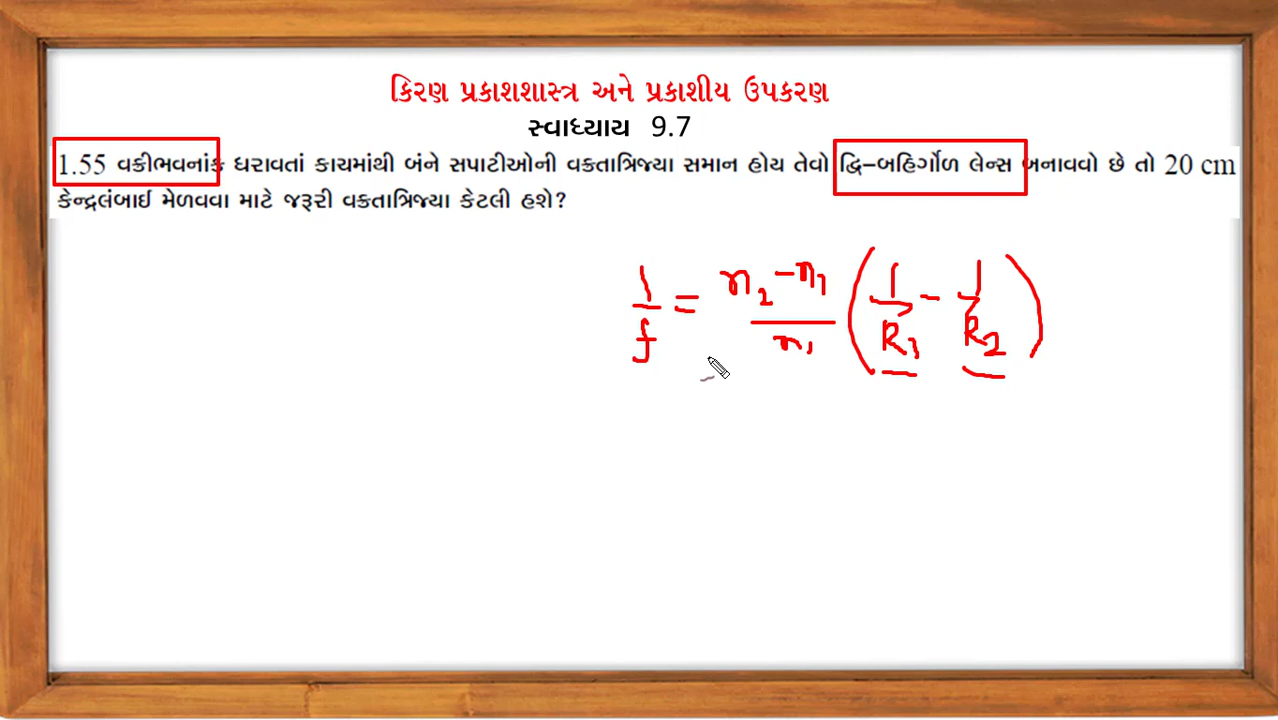 કિરણ પ્રકાશશાસ્ત્ર અને પ્રકાશીય ઉપકરણ
સ્વાધ્યાય 9.7
1.55 વક્રીભવનાંક ધરાવતાં કાચમાંથી બંને સપાટીઓની વક્રતાત્રિજ્યા સમાન હોય તેવો દ્વિ-બહિર્ગોળ લેન્સ બનાવવો છે તો 20 cm
કેન્દ્રલંબાઈ મેળવવા માટે જરૂરી વક્રતાત્રિજ્યા કેટલી હશે?
1/f = (n₂ - n₁)/n₁ (1/R₁ - 1/R₂)